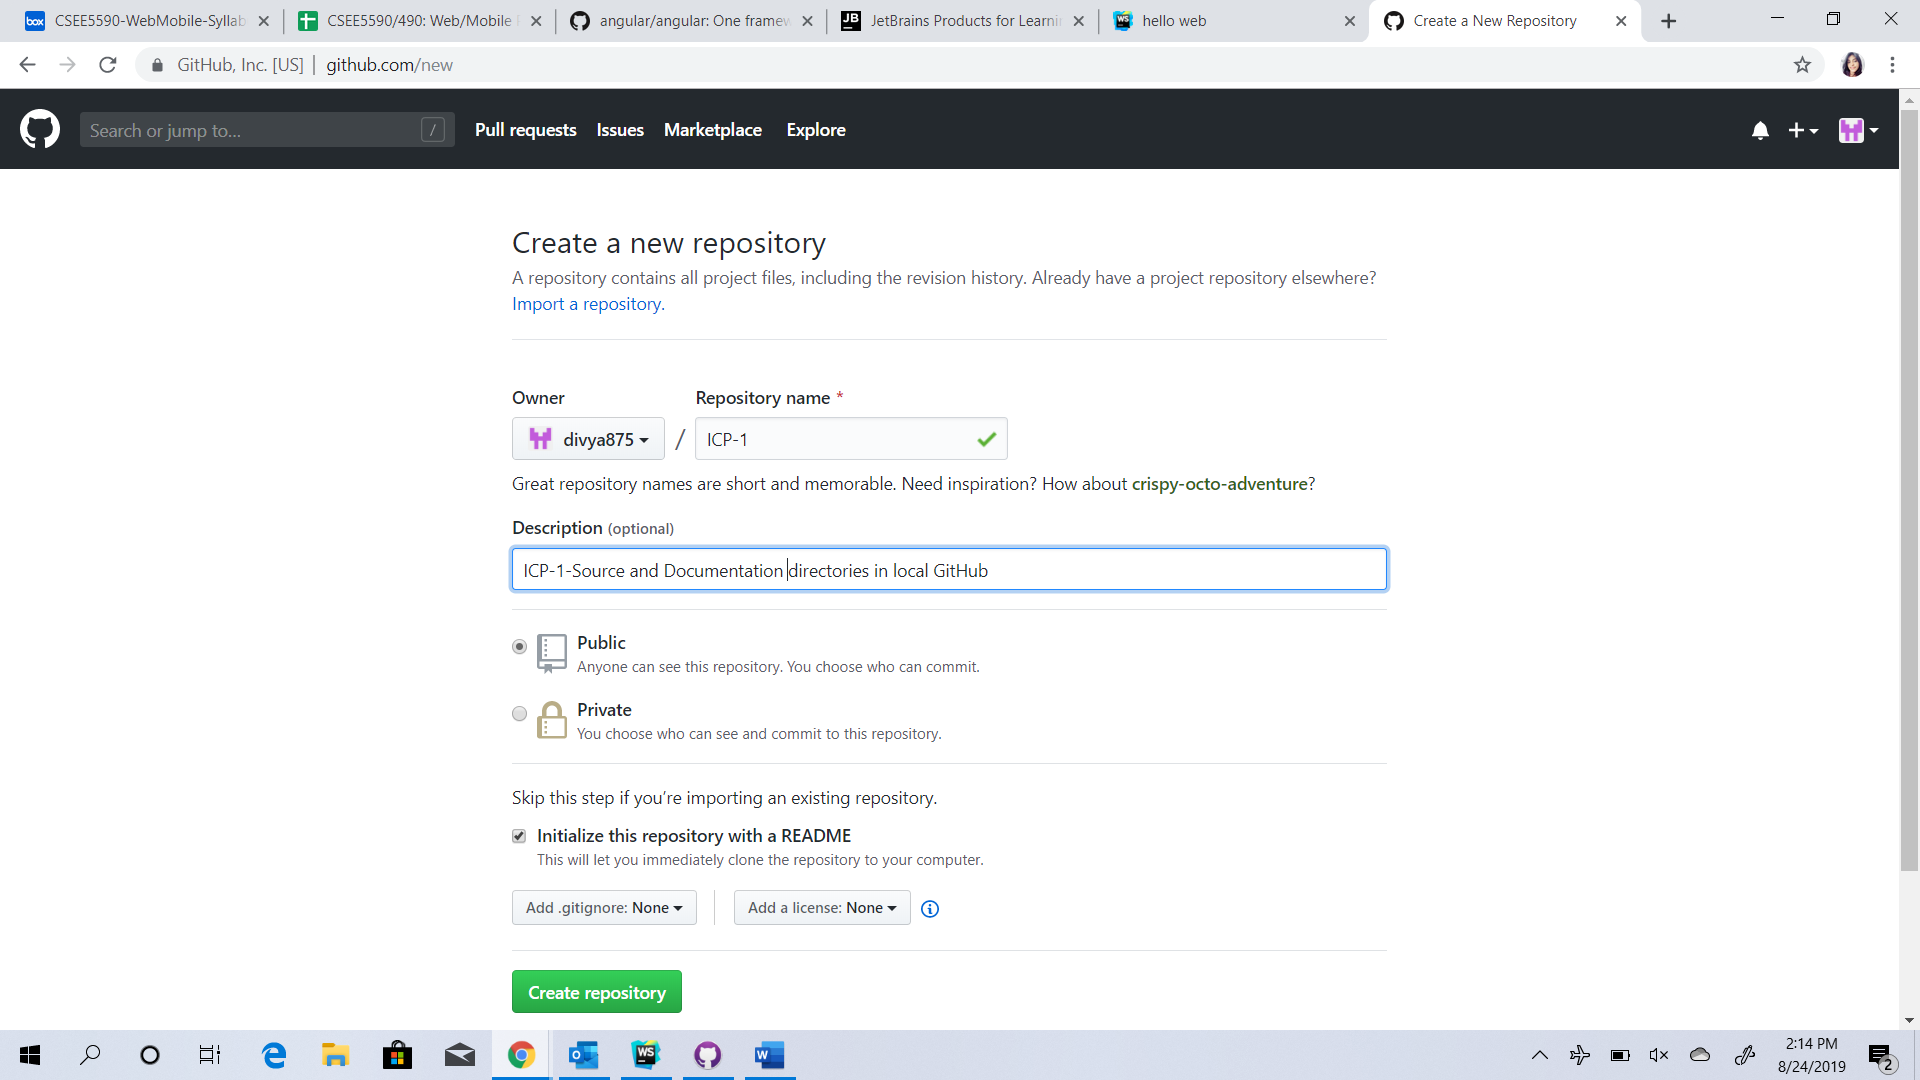 box CSEE5590-WebMobile-Syllab
CSEE5590/490: Web/Mobile P
angular/angular: One framew
JB JetBrains Products for Learni
WS hello web
Create a New Repository
GitHub, Inc. [US] | github.com/new
Search or jump to... /
Pull requests Issues Marketplace Explore
Create a new repository
A repository contains all project files, including the revision history. Already have a project repository elsewhere?
Import a repository.
Owner Repository name *
divya875 / ICP-1
Great repository names are short and memorable. Need inspiration? How about crispy-octo-adventure?
Description (optional)
ICP-1-Source and Documentation directories in local GitHub
Public
Anyone can see this repository. You choose who can commit.
Private
You choose who can see and commit to this repository.
Skip this step if you’re importing an existing repository.
Initialize this repository with a README
This will let you immediately clone the repository to your computer.
Add .gitignore: None Add a license: None
Create repository
WS
2:14 PM
8/24/2019
2